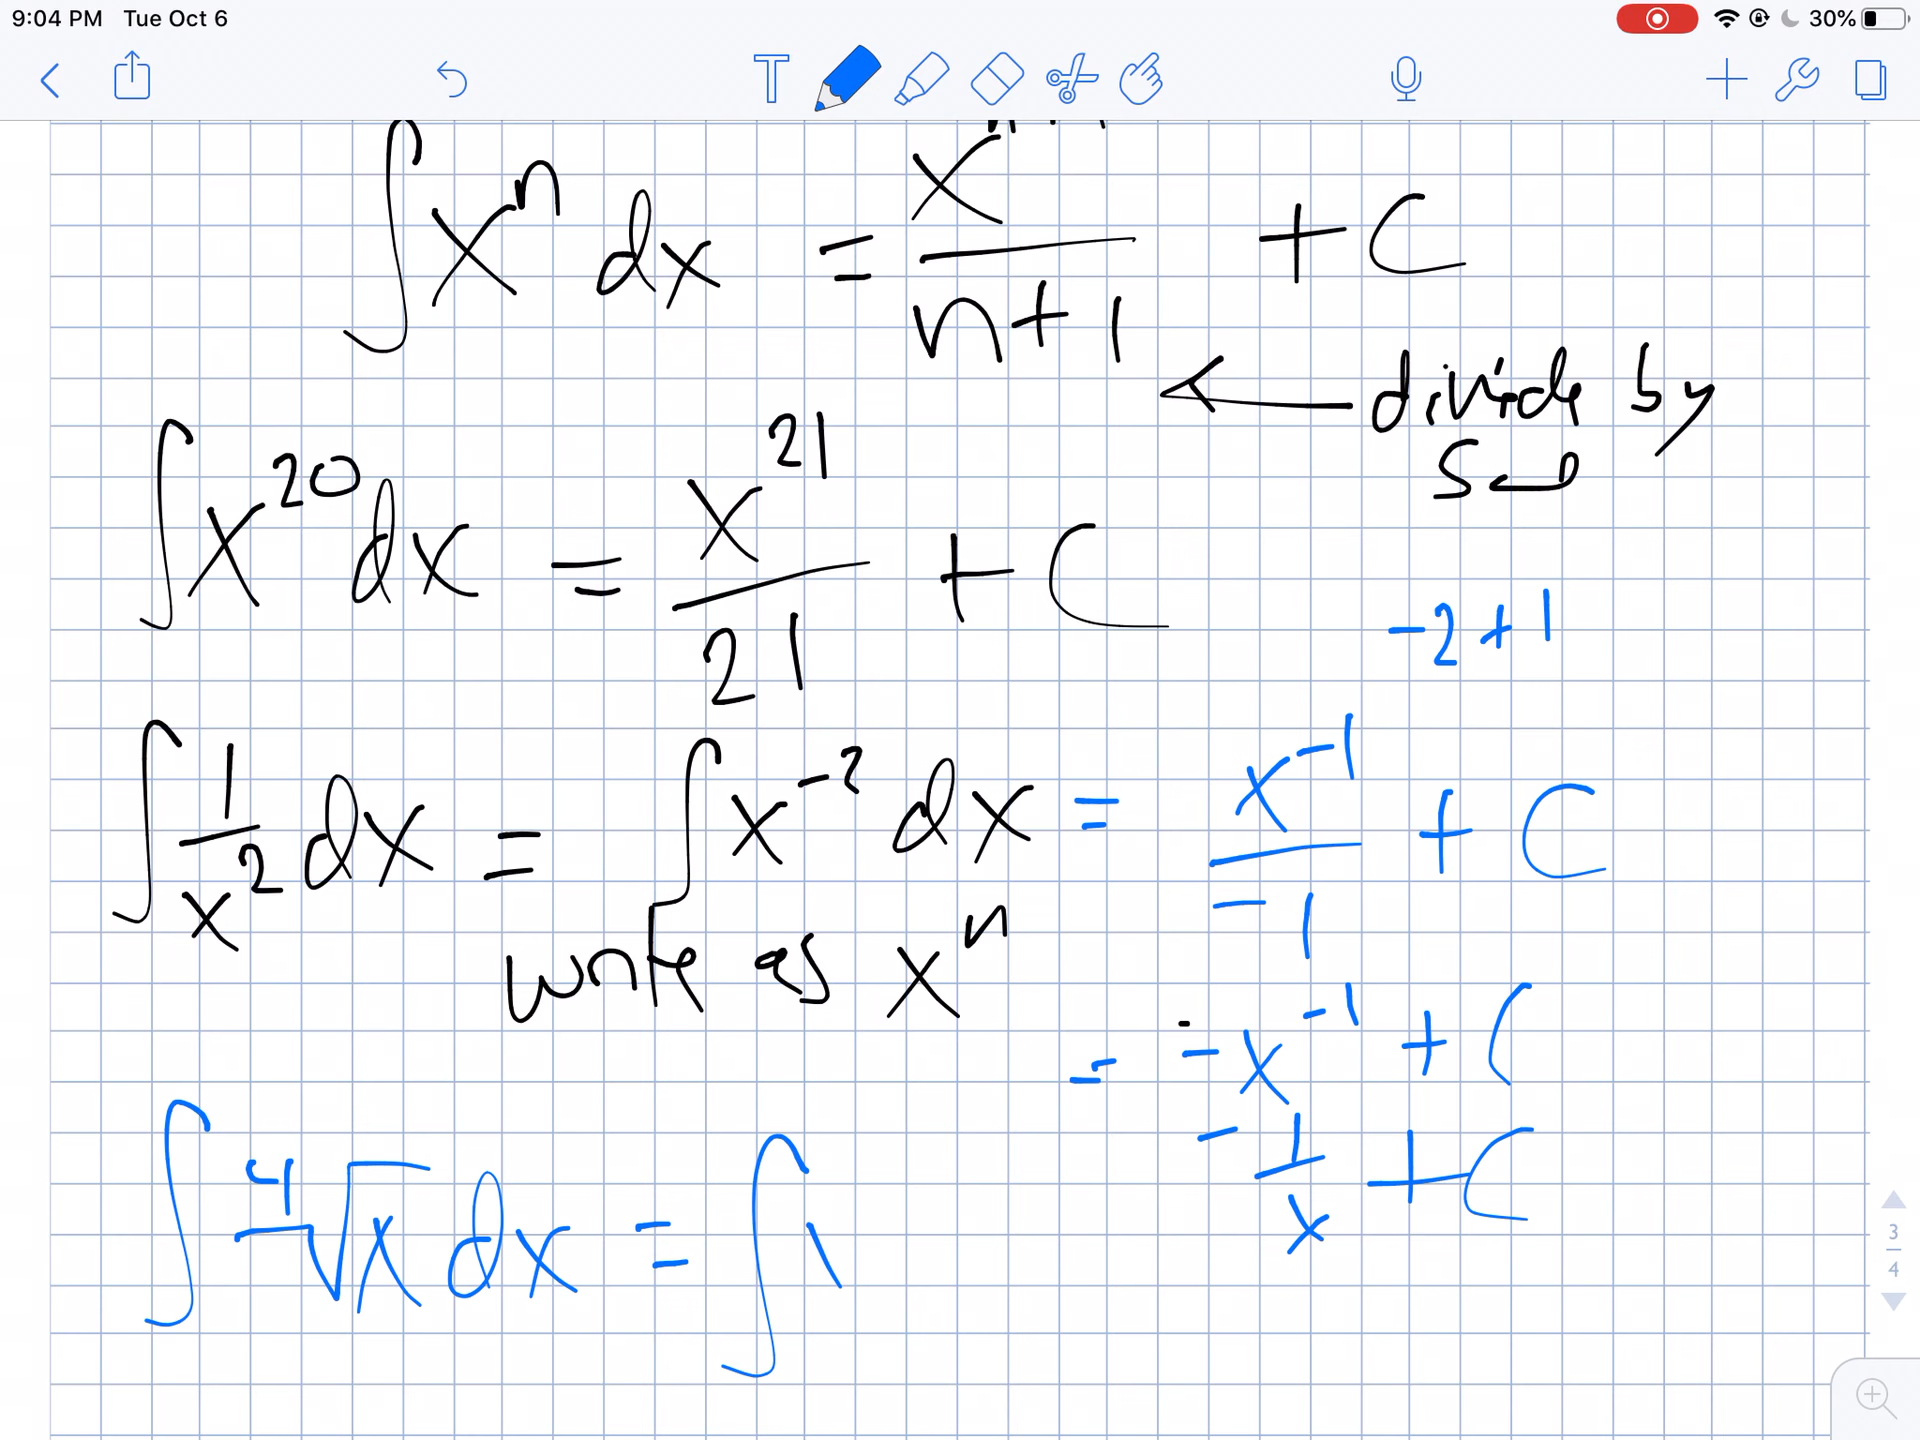 9:04 PM Tue Oct 6
30%
T
∫ xⁿ dx = x / n+1 + C
← divide by
∫ x²⁰ dx = x²¹ / 21 + C
-2+1
∫ 1/x² dx = ∫ x⁻² dx = x⁻¹ / -1 + C
write as xⁿ
= -x⁻¹ + C
-1/x + C
∫ ⁴√x dx = ∫
3
4